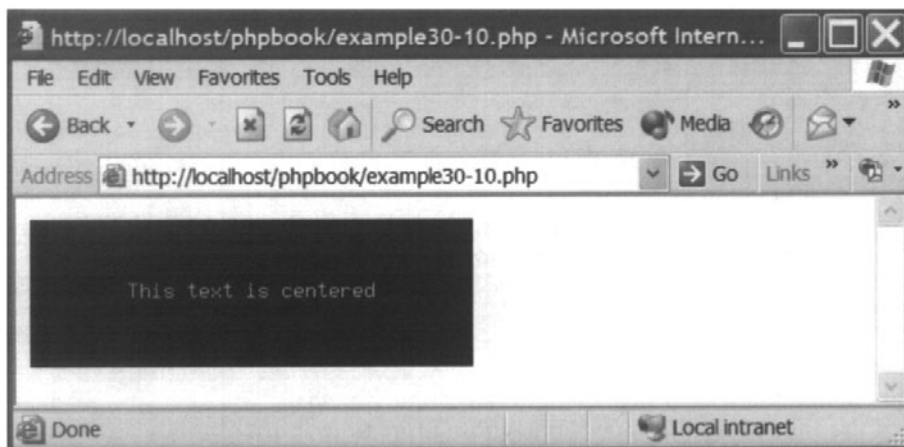 http://localhost/phpbook/example30-10.php - Microsoft Intern...
File Edit View Favorites Tools Help
Back Search Favorites Media »
Address http://localhost/phpbook/example30-10.php Go Links »
This text is centered
Done Local intranet